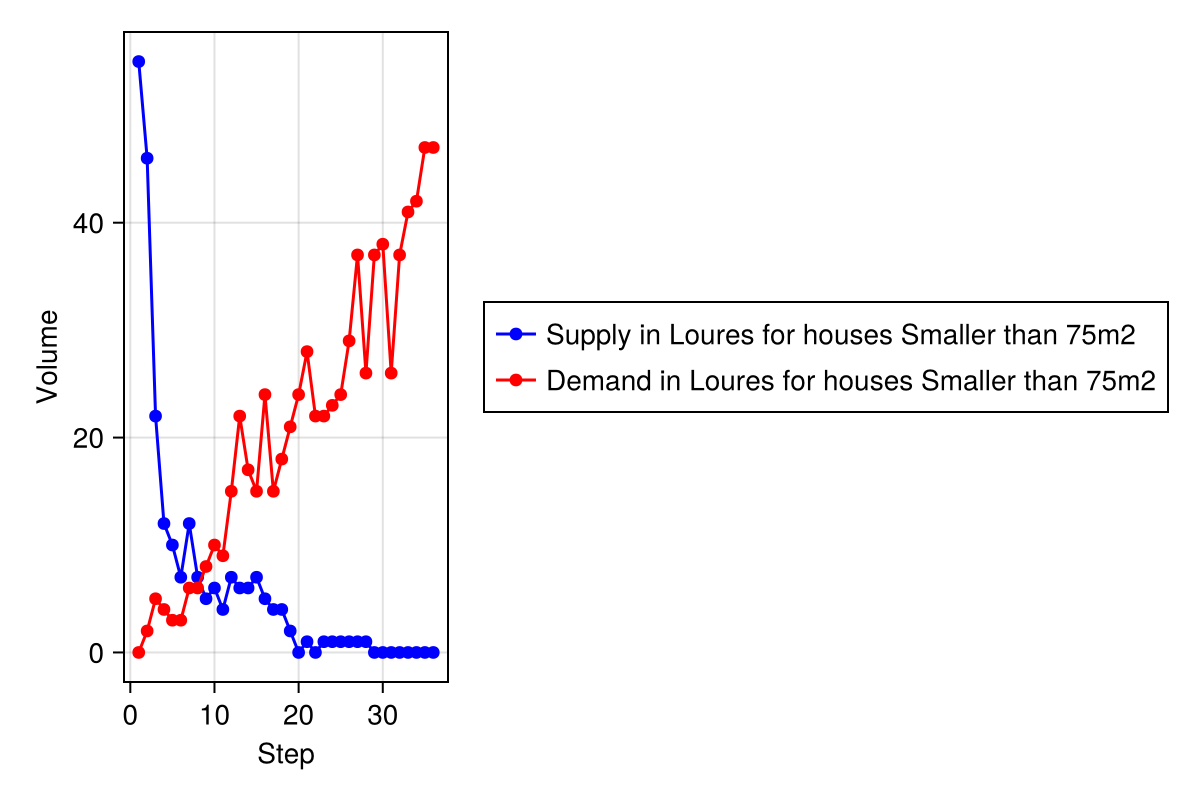 Volume
40
20
0
0 10 20 30
Step
Supply in Loures for houses Smaller than 75m2
Demand in Loures for houses Smaller than 75m2